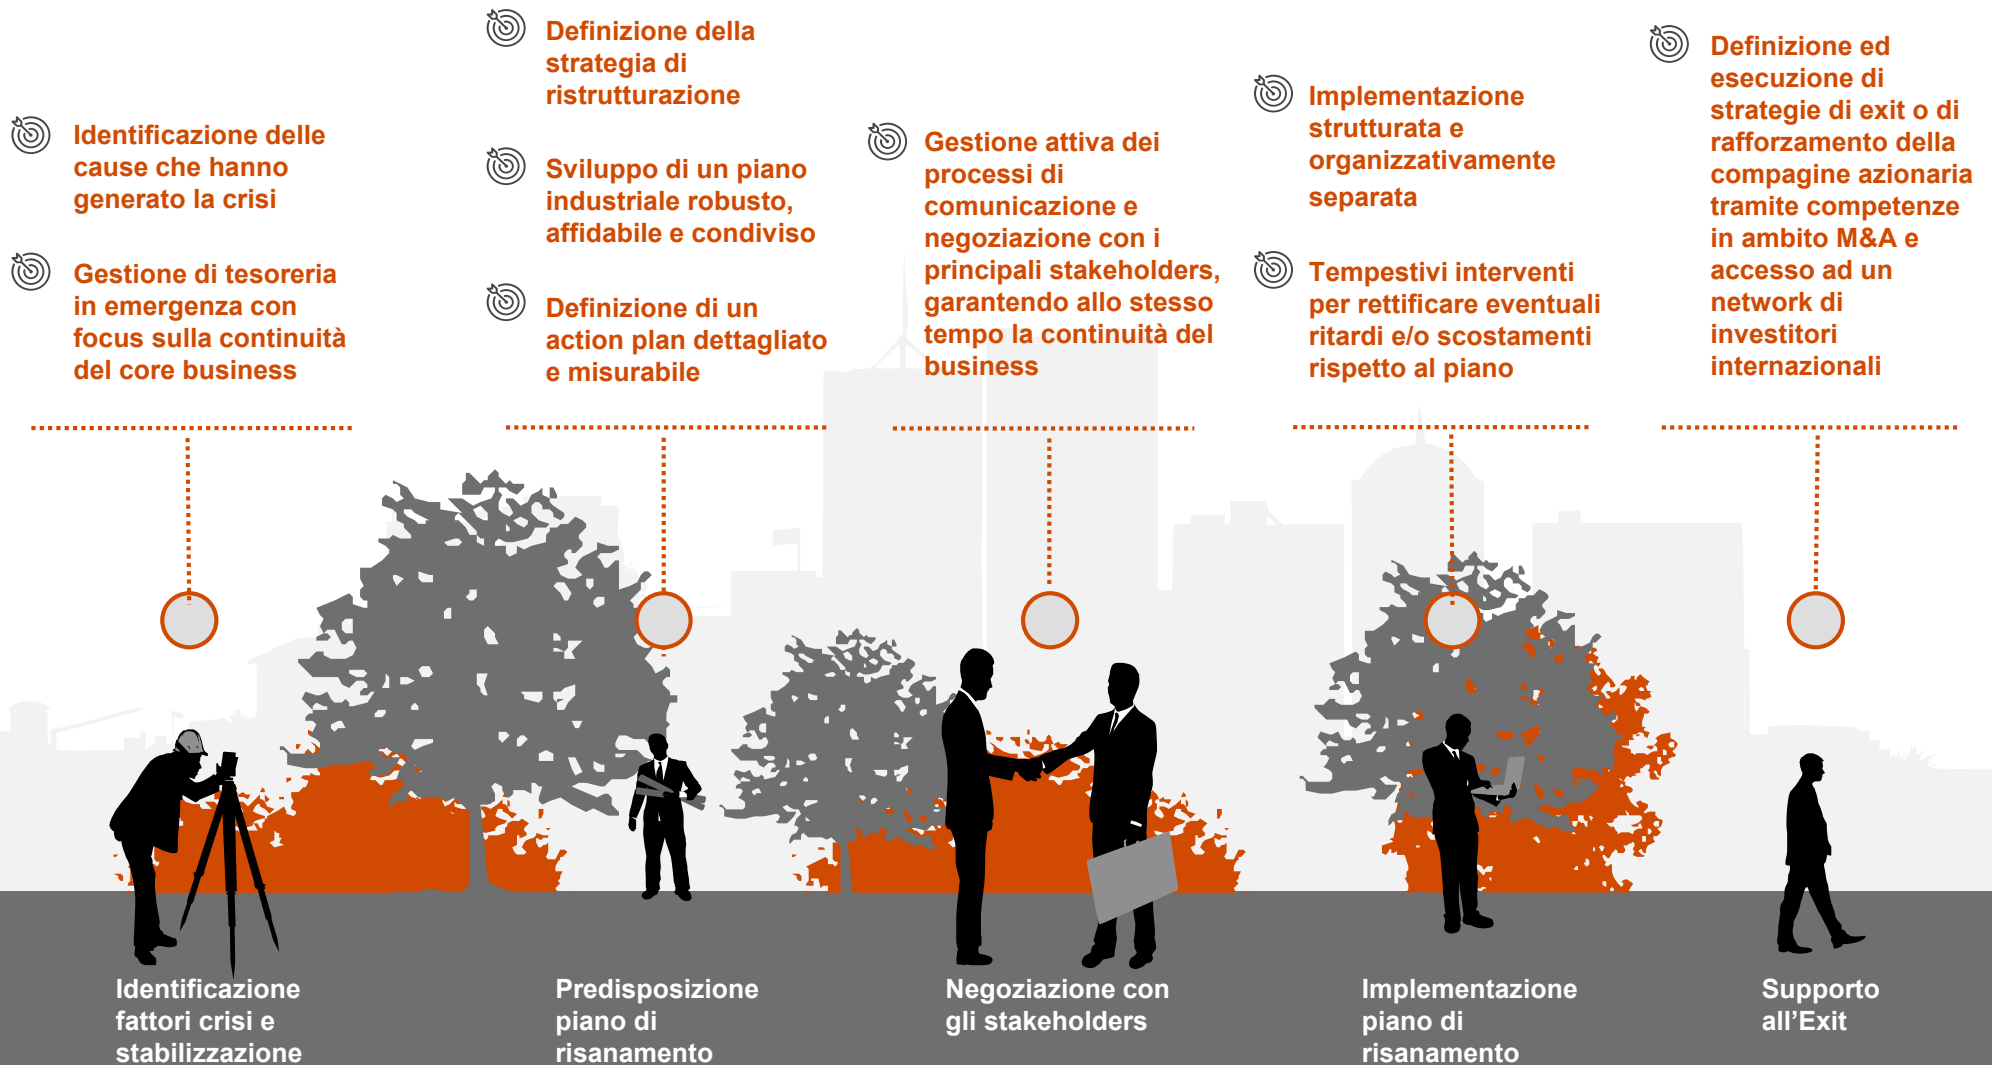 Identificazione delle
cause che hanno
generato la crisi
Gestione di tesoreria
in emergenza con
focus sulla continuità
del core business
Definizione della
strategia di
ristrutturazione
Sviluppo di un piano
industriale robusto,
affidabile e condiviso
Definizione di un
action plan dettagliato
e misurabile
Gestione attiva dei
processi di
comunicazione e
negoziazione con i
principali stakeholders,
garantendo allo stesso
tempo la continuità del
business
Implementazione
strutturata e
organizzativamente
separata
Tempestivi interventi
per rettificare eventuali
ritardi e/o scostamenti
rispetto al piano
Definizione ed
esecuzione di
strategie di exit o di
rafforzamento della
compagine azionaria
tramite competenze
in ambito M&A e
accesso ad un
network di
investitori
internazionali
Identificazione
fattori crisi e
stabilizzazione
Predisposizione
piano di
risanamento
Negoziazione con
gli stakeholders
Implementazione
piano di
risanamento
Supporto
all’Exit